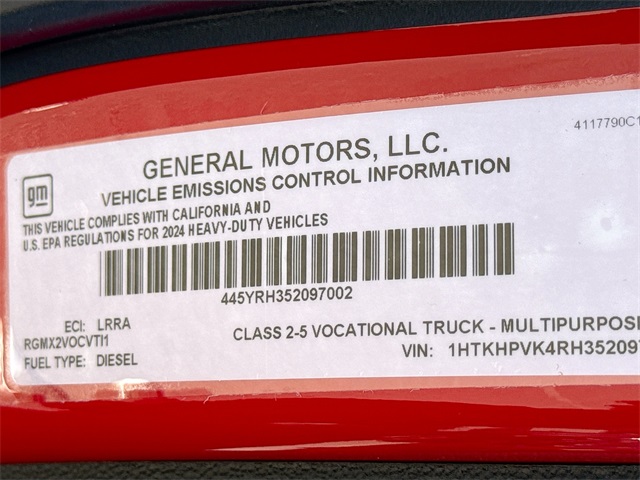 4117790C1
gm
GENERAL MOTORS, LLC.
VEHICLE EMISSIONS CONTROL INFORMATION
THIS VEHICLE COMPLIES WITH CALIFORNIA AND
U.S. EPA REGULATIONS FOR 2024 HEAVY-DUTY VEHICLES
445YRH352097002
ECI: LRRA
RGMX2VOCVTI1
FUEL TYPE: DIESEL
CLASS 2-5 VOCATIONAL TRUCK - MULTIPURPOSE
VIN: 1HTKHPVK4RH352097